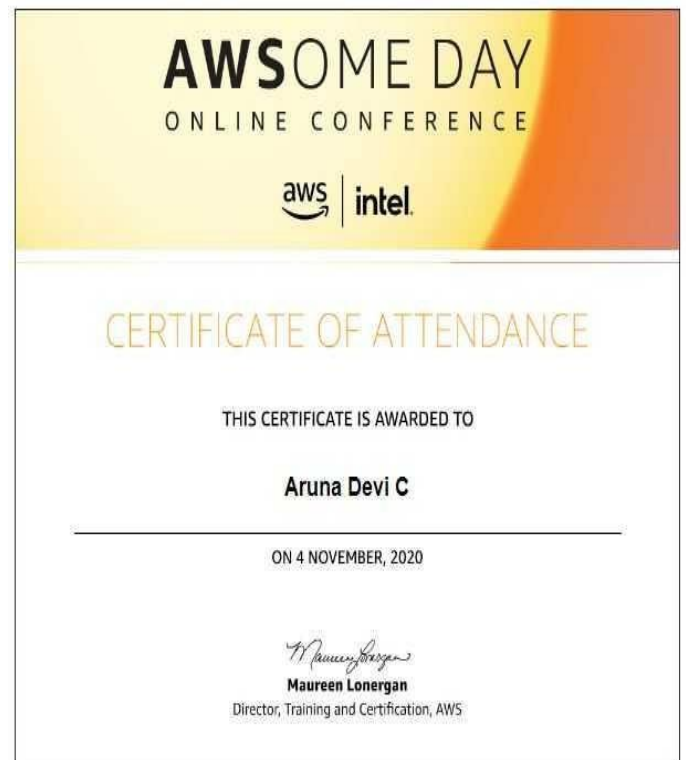 AWSOME DAY
ONLINE CONFERENCE
aws | intel.
CERTIFICATE OF ATTENDANCE
THIS CERTIFICATE IS AWARDED TO
Aruna Devi C
ON 4 NOVEMBER, 2020
Maureen Lonergan
Maureen Lonergan
Director, Training and Certification, AWS